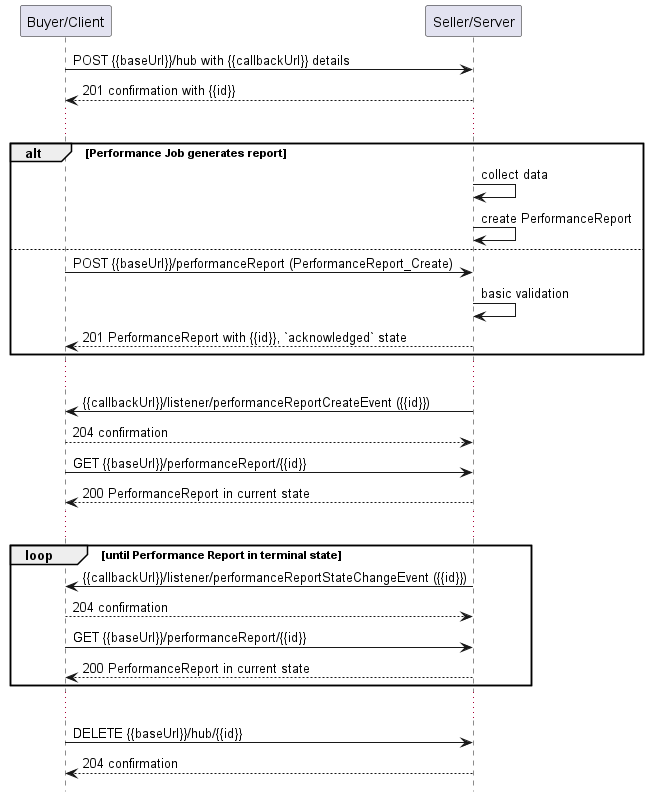 Buyer/Client
Seller/Server
POST {{baseUrl}}/hub with {{callbackUrl}} details
201 confirmation with {{id}}
alt [Performance Job generates report]
collect data
create PerformanceReport
POST {{baseUrl}}/performanceReport (PerformanceReport_Create)
basic validation
201 PerformanceReport with {{id}}, `acknowledged` state
{{callbackUrl}}/listener/performanceReportCreateEvent ({{id}})
204 confirmation
GET {{baseUrl}}/performanceReport/{{id}}
200 PerformanceReport in current state
loop [until Performance Report in terminal state]
{{callbackUrl}}/listener/performanceReportStateChangeEvent ({{id}})
204 confirmation
GET {{baseUrl}}/performanceReport/{{id}}
200 PerformanceReport in current state
DELETE {{baseUrl}}/hub/{{id}}
204 confirmation